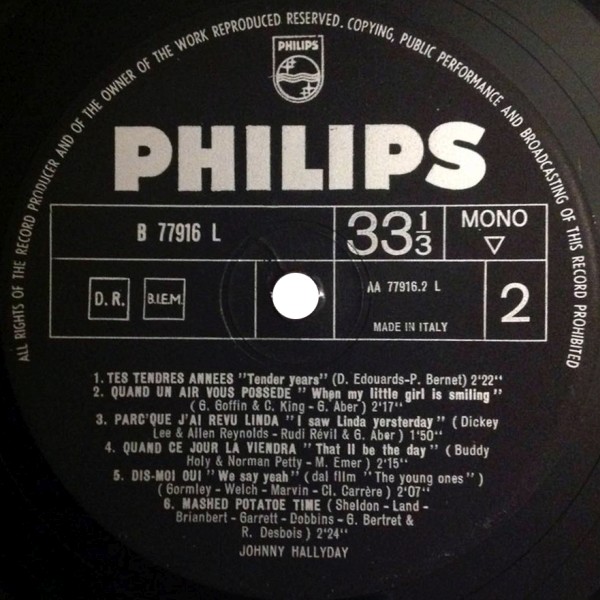 ALL RIGHTS OF THE RECORD PRODUCER AND OF THE OWNER OF THE WORK REPRODUCED RESERVED. COPYING, PUBLIC PERFORMANCE AND BROADCASTING OF THIS RECORD PROHIBITED
PHILIPS
PHILIPS
B 77916 L
33 1/3
MONO
D.R.
B.I.E.M.
AA 77916.2 L
MADE IN ITALY
2
1. TES TENDRES ANNEES "Tender years" (D. Edouards-P. Bernet) 2'22"
2. QUAND UN AIR VOUS POSSEDE " When my little girl is smiling "
( G. Goffin & C. King - G. Aber ) 2'17"
3. PARC'QUE J'AI REVU LINDA " I saw Linda yersterday" ( Dickey
Lee & Allen Reynolds - Rudi Révil & G. Aber ) 1'50"
4. QUAND CE JOUR LA VIENDRA " That ll be the day " ( Buddy
Holy & Norman Petty - M. Emer ) 2'15"
5. DIS-MOI OUI " We say yeah" ( dal film " The young ones " )
( Gormley - Welch - Marvin - Cl. Carrère ) 2'07"
6. MASHED POTATOE TIME ( Sheldon - Land -
Brianbert - Garrett - Dobbins - G. Bertret &
R. Desbois ) 2'24"
JOHNNY HALLYDAY